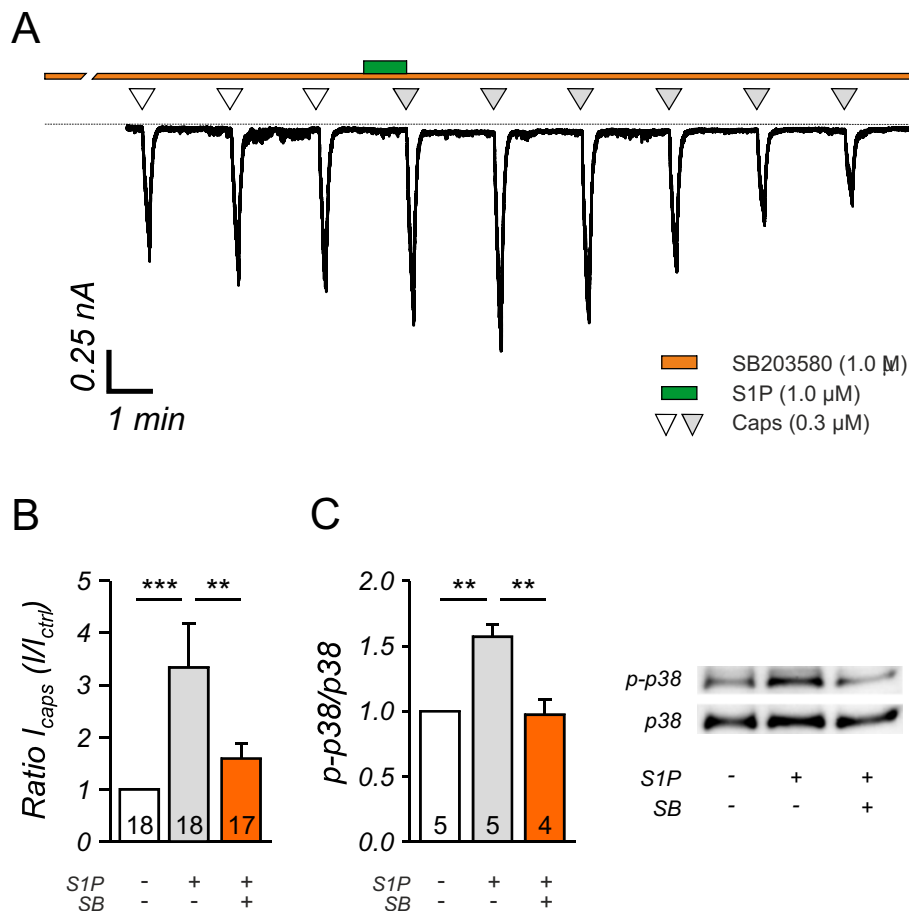 A
0.25 nA
1 min
SB203580 (1.0 µM)
S1P (1.0 µM)
Caps (0.3 µM)
B
Ratio Icaps (I/Ictrl)
5
4
3
2
1
0
*** **
18 18 17
S1P - + +
SB - - +
C
p-p38/p38
2.0
1.5
1.0
0.5
0.0
** **
5 5 4
S1P - + +
SB - - +
p-p38
p38
S1P - + +
SB - - +